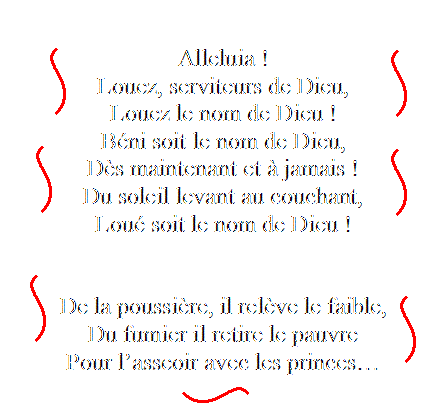 Alleluia !
Louez, serviteurs de Dieu,
Louez le nom de Dieu !
Béni soit le nom de Dieu,
Dès maintenant et à jamais !
Du soleil levant au couchant,
Loué soit le nom de Dieu !
De la poussière, il relève le faible,
Du fumier il retire le pauvre
Pour l’asseoir avec les princes…